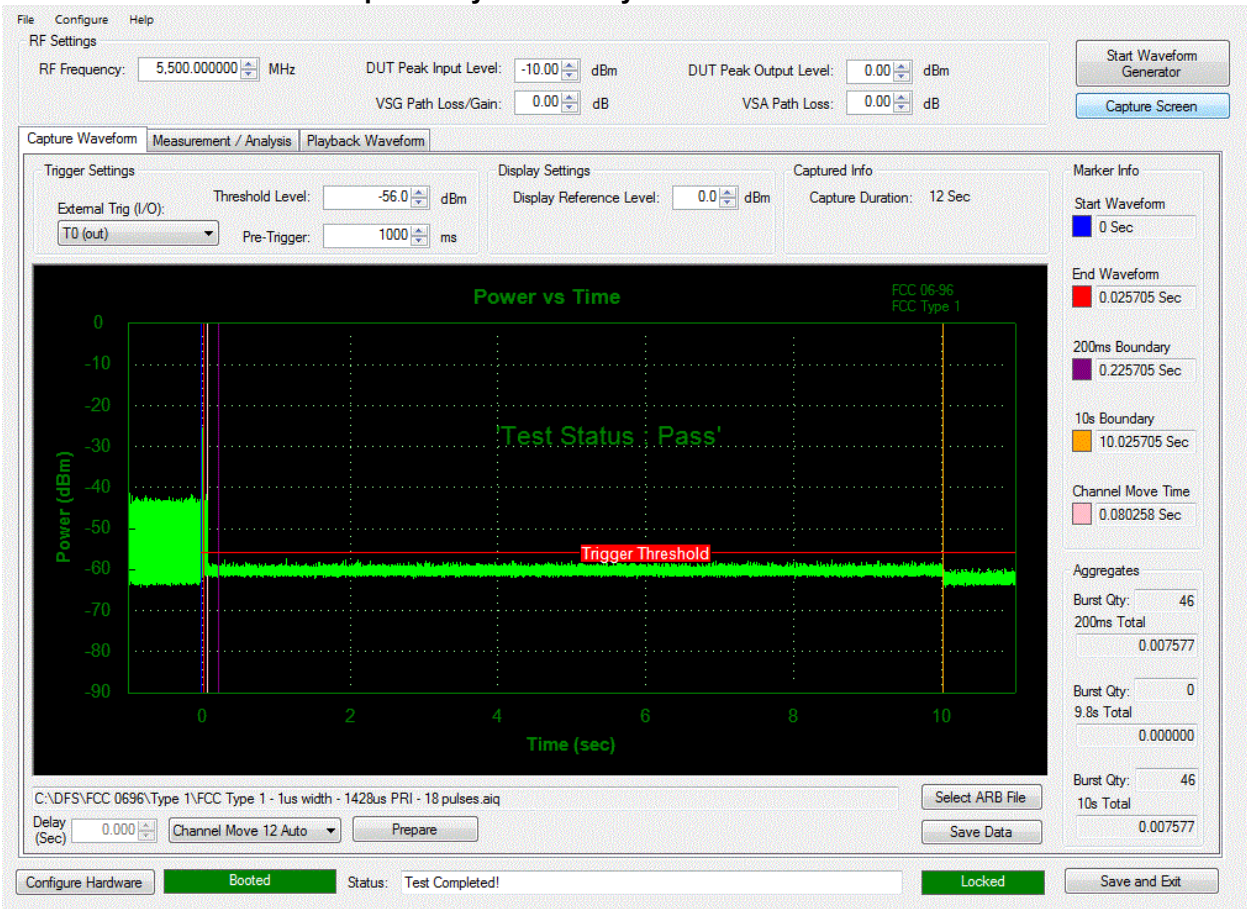 File Configure Help
RF Settings
RF Frequency: 5,500.000000 MHz DUT Peak Input Level: -10.00 dBm DUT Peak Output Level: 0.00 dBm
VSG Path Loss/Gain: 0.00 dB VSA Path Loss: 0.00 dB
Start Waveform
Generator
Capture Screen
Capture Waveform Measurement / Analysis Playback Waveform
Trigger Settings
External Trig (I/O):
T0 (out)
Threshold Level: -56.0 dBm
Pre-Trigger: 1000 ms
Display Settings
Display Reference Level: 0.0 dBm
Captured Info
Capture Duration: 12 Sec
Power vs Time
FCC 06-96
FCC Type 1
0
-10
-20
-30
-40
-50
-60
-70
-80
-90
Power (dBm)
'Test Status : Pass'
Trigger Threshold
0 2 4 6 8 10
Time (sec)
Marker Info
Start Waveform
0 Sec
End Waveform
0.025705 Sec
200ms Boundary
0.225705 Sec
10s Boundary
10.025705 Sec
Channel Move Time
0.080258 Sec
Aggregates
Burst Qty: 46
200ms Total
0.007577
Burst Qty: 0
9.8s Total
0.000000
Burst Qty: 46
10s Total
0.007577
C:\DFS\FCC 0696\Type 1\FCC Type 1 - 1us width - 1428us PRI - 18 pulses.aiq
Select ARB File
Delay
(Sec) 0.000 Channel Move 12 Auto Prepare
Save Data
Configure Hardware Booted Status: Test Completed! Locked Save and Exit